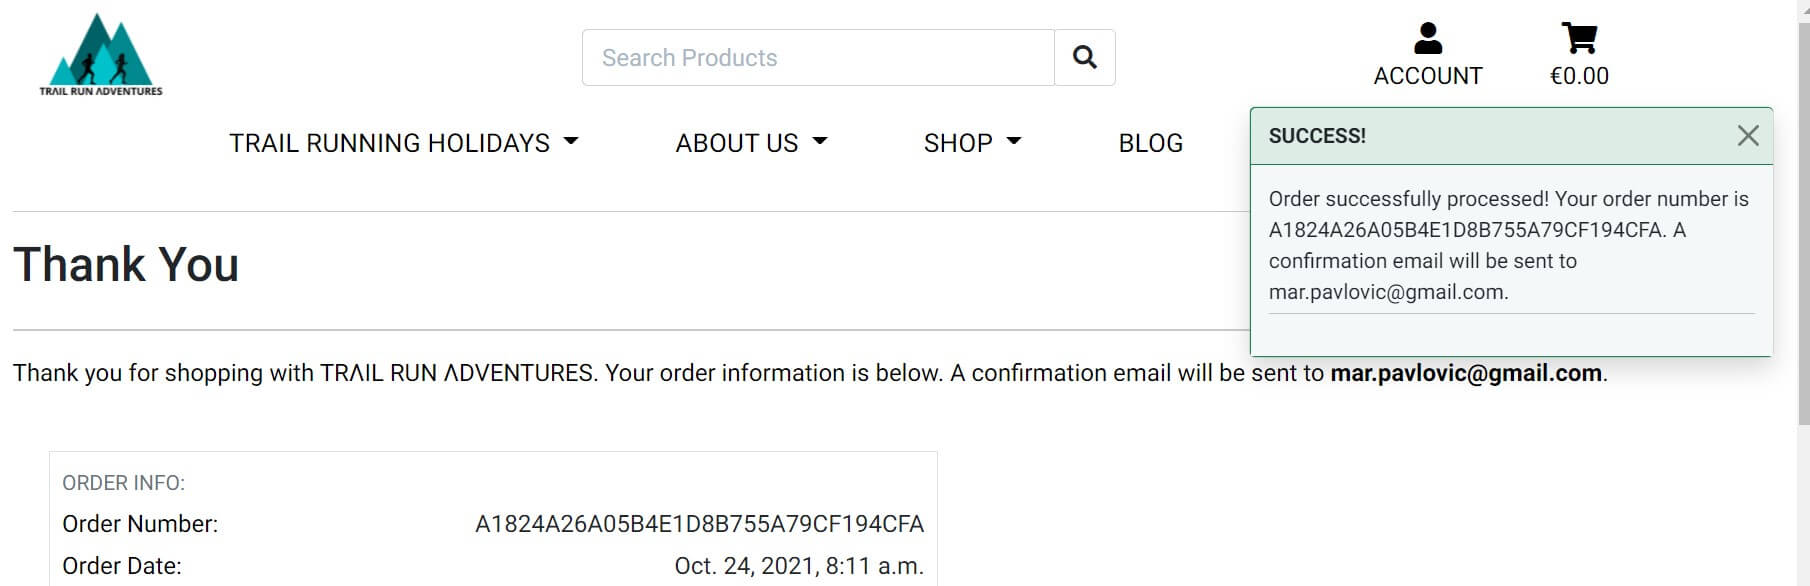 TRΛIL RUN ΛDVENTURES
Search Products
ACCOUNT
€0.00
TRAIL RUNNING HOLIDAYS
ABOUT US
SHOP
BLOG
SUCCESS!
Order successfully processed! Your order number is
A1824A26A05B4E1D8B755A79CF194CFA. A
confirmation email will be sent to
mar.pavlovic@gmail.com.
Thank You
Thank you for shopping with TRΛIL RUN ΛDVENTURES. Your order information is below. A confirmation email will be sent to mar.pavlovic@gmail.com.
ORDER INFO:
Order Number: A1824A26A05B4E1D8B755A79CF194CFA
Order Date: Oct. 24, 2021, 8:11 a.m.